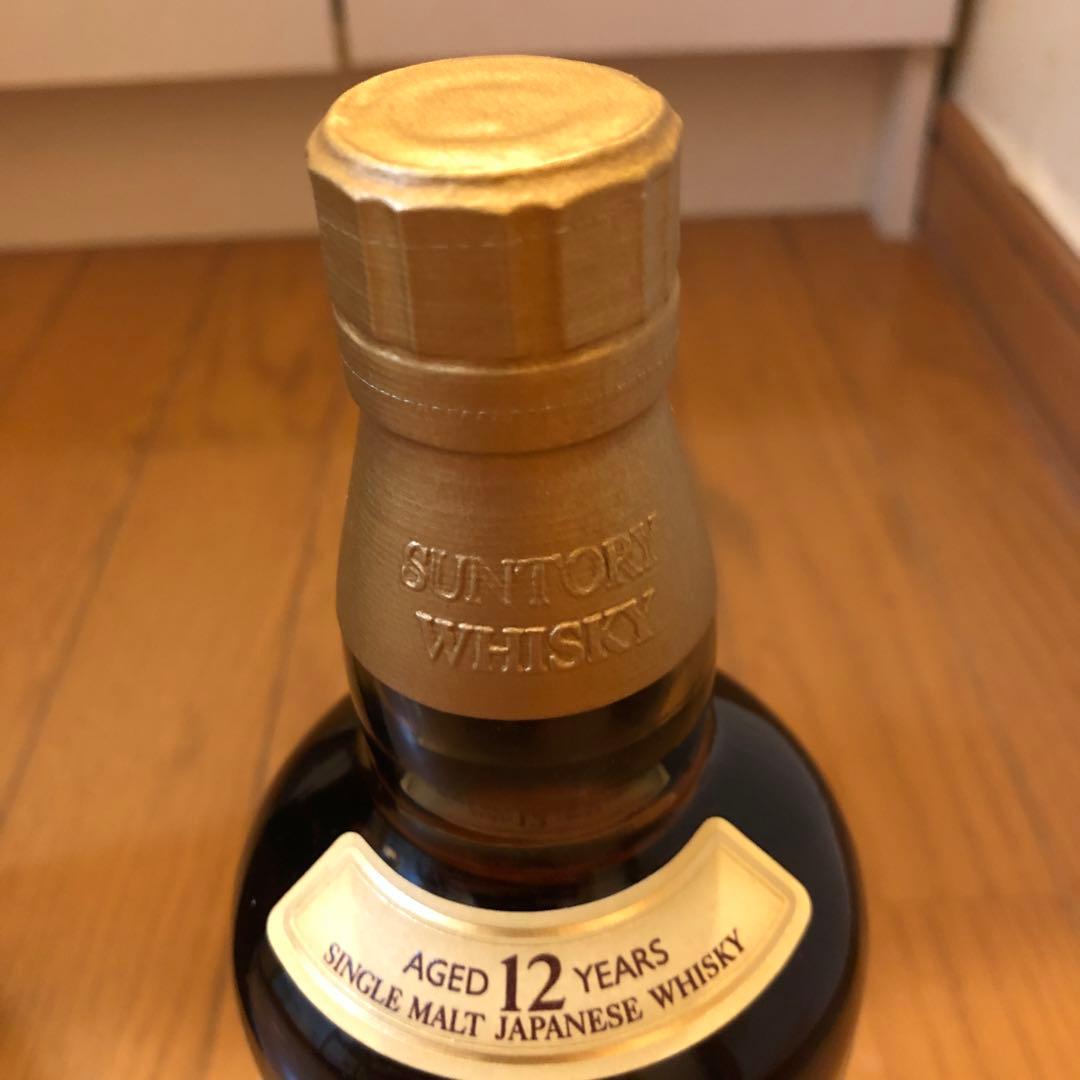 SUNTORY
WHISKY
AGED 12 YEARS
SINGLE MALT JAPANESE WHISKY